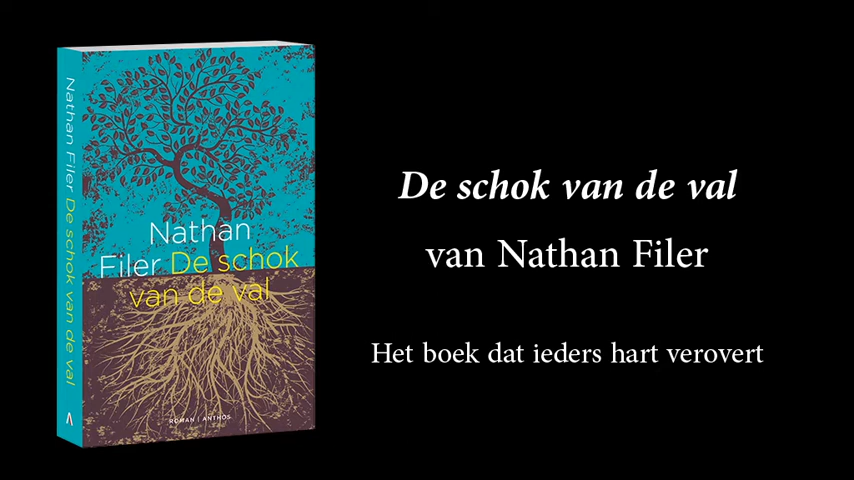 Nathan Filer De schok van de val
Nathan
Filer De schok
van de val
ROMAN | ANTHOS
De schok van de val
van Nathan Filer
Het boek dat ieders hart verovert